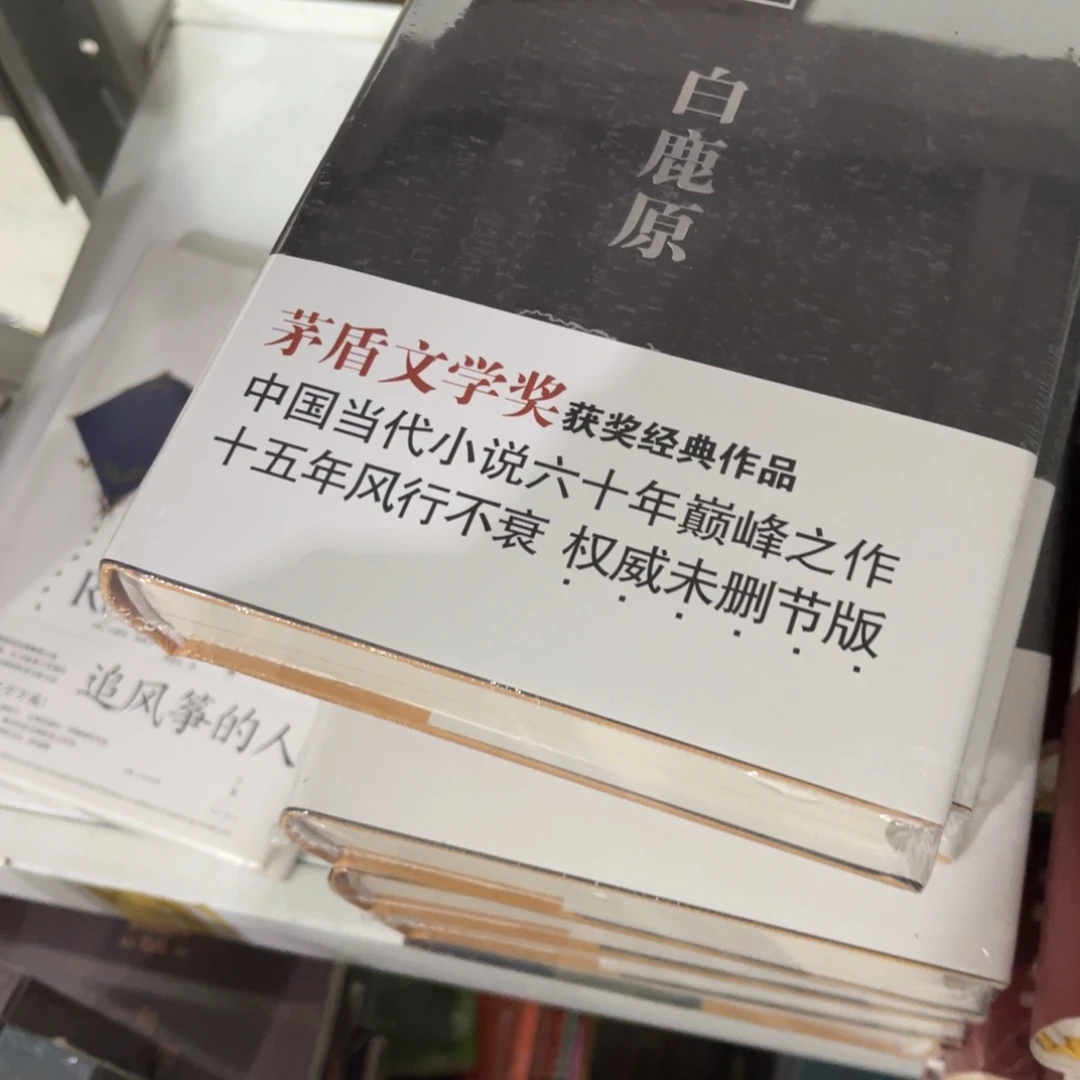 白鹿原
茅盾文学奖获奖经典作品
中国当代小说六十年巅峰之作
十五年风行不衰 权威未删节版
追风筝的人